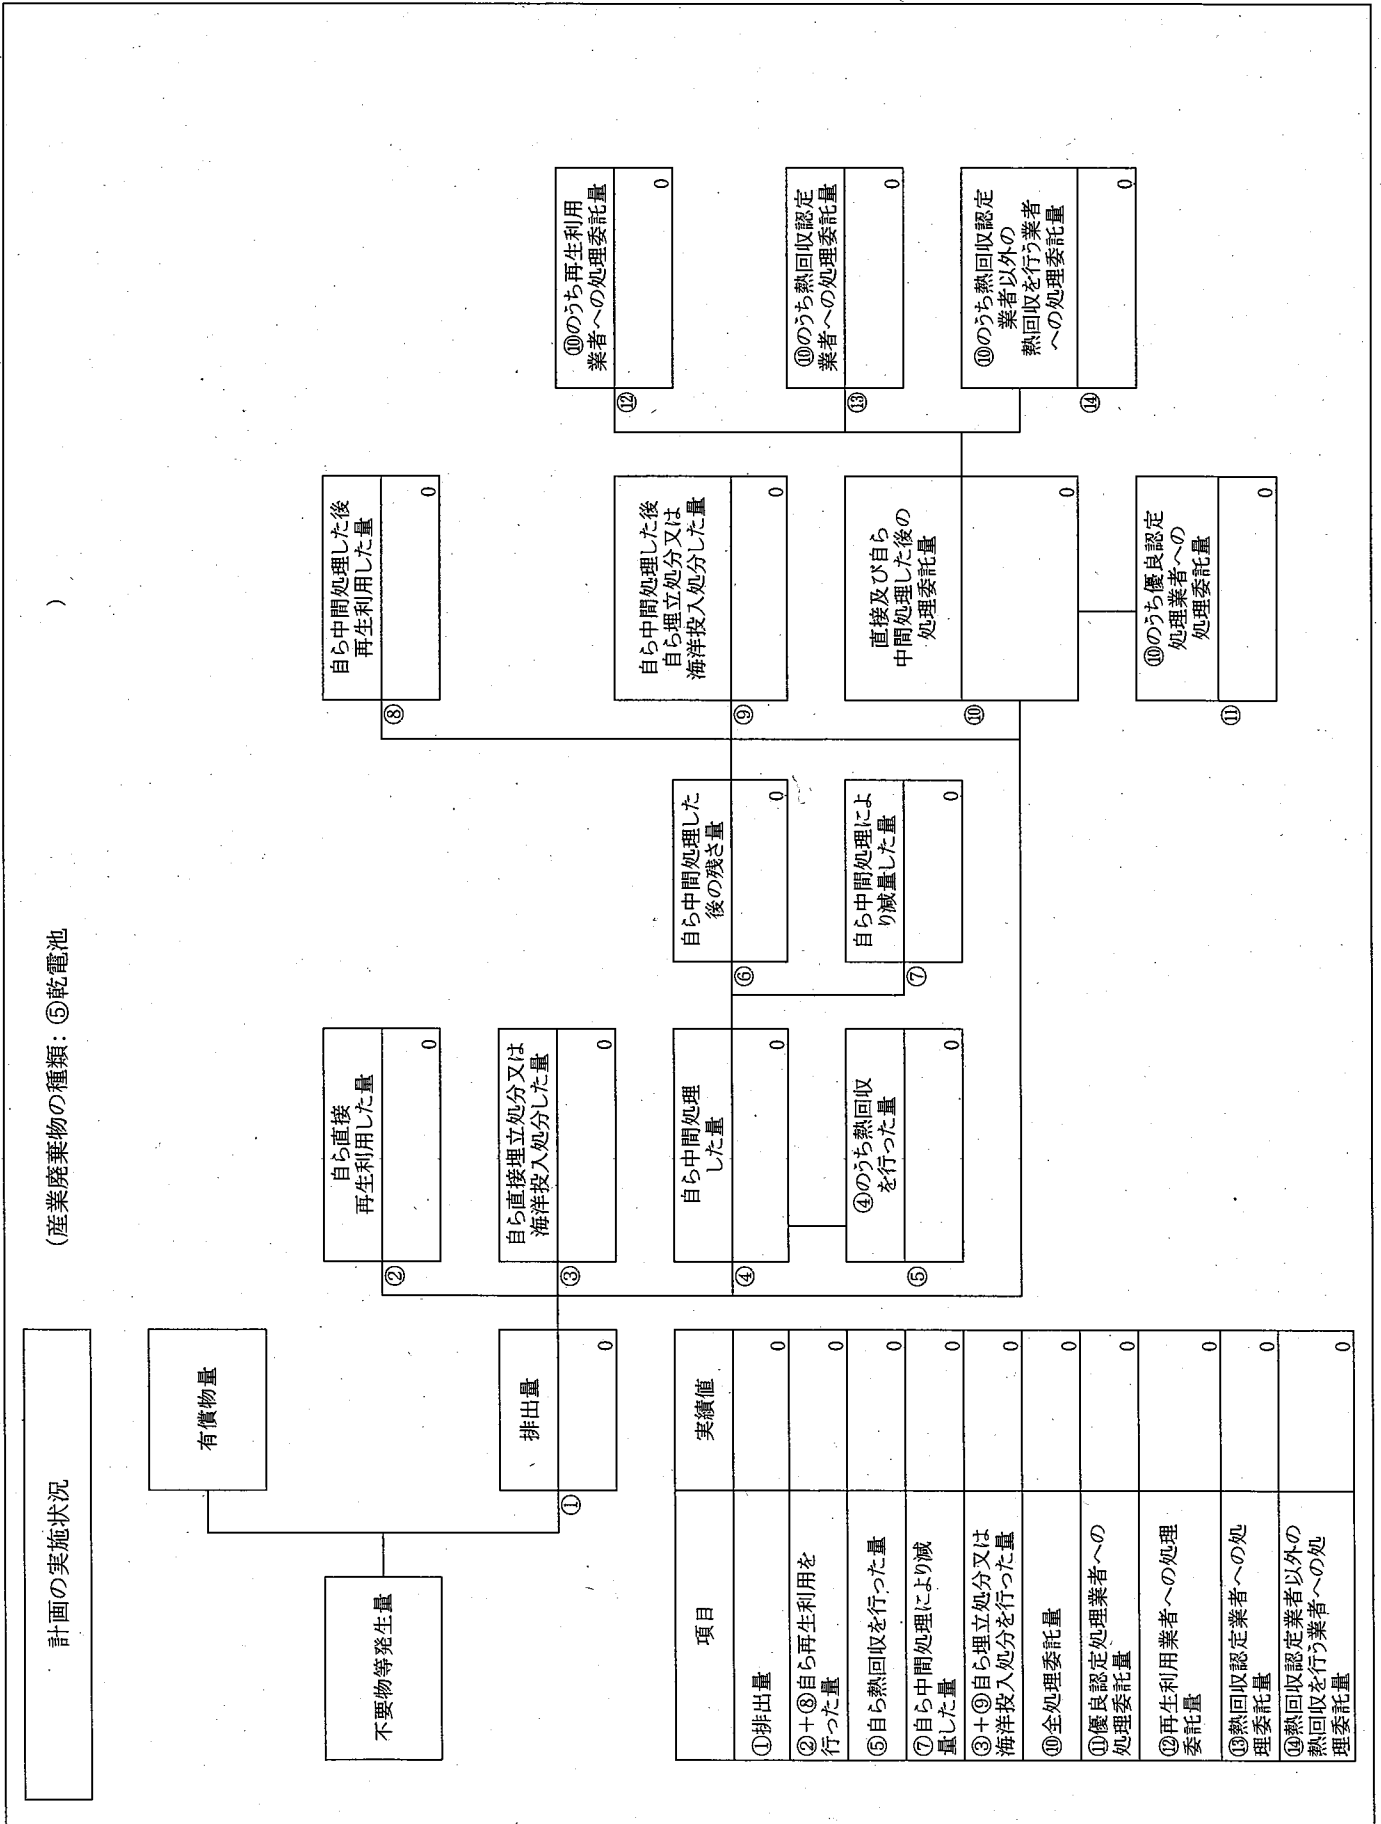 計画の実施状況
(産業廃棄物の種類: ⑤乾電池
)
不要物等発生量
有償物量
①
排出量
0
②
自ら直接
再生利用した量
0
③
自ら直接埋立処分又は
海洋投入処分した量
0
④
自ら中間処理
した量
0
⑤
④のうち熱回収
を行った量
0
⑥
自ら中間処理した
後の残さ量
0
⑦
自ら中間処理によ
り減量した量
0
⑧
自ら中間処理した後
再生利用した量
0
⑨
自ら中間処理した後
自ら埋立処分又は
海洋投入処分した量
0
⑩
直接及び自ら
中間処理した後の
処理委託量
0
⑪
⑩のうち優良認定
処理業者への
処理委託量
0
⑫
⑩のうち再生利用
業者への処理委託量
0
⑬
⑩のうち熱回収認定
業者への処理委託量
0
⑭
⑩のうち熱回収認定
業者以外の
熱回収を行う業者
への処理委託量
0
項目 実績値
①排出量 0
②+⑧自ら再生利用を
行った量 0
⑤自ら熱回収を行った量 0
⑦自ら中間処理により減
量した量 0
③+⑨自ら埋立処分又は
海洋投入処分を行った量 0
⑩全処理委託量 0
⑪優良認定処理業者への
処理委託量 0
⑫再生利用業者への処理
委託量 0
⑬熱回収認定業者への処
理委託量 0
⑭熱回収認定業者以外の
熱回収を行う業者への処
理委託量 0